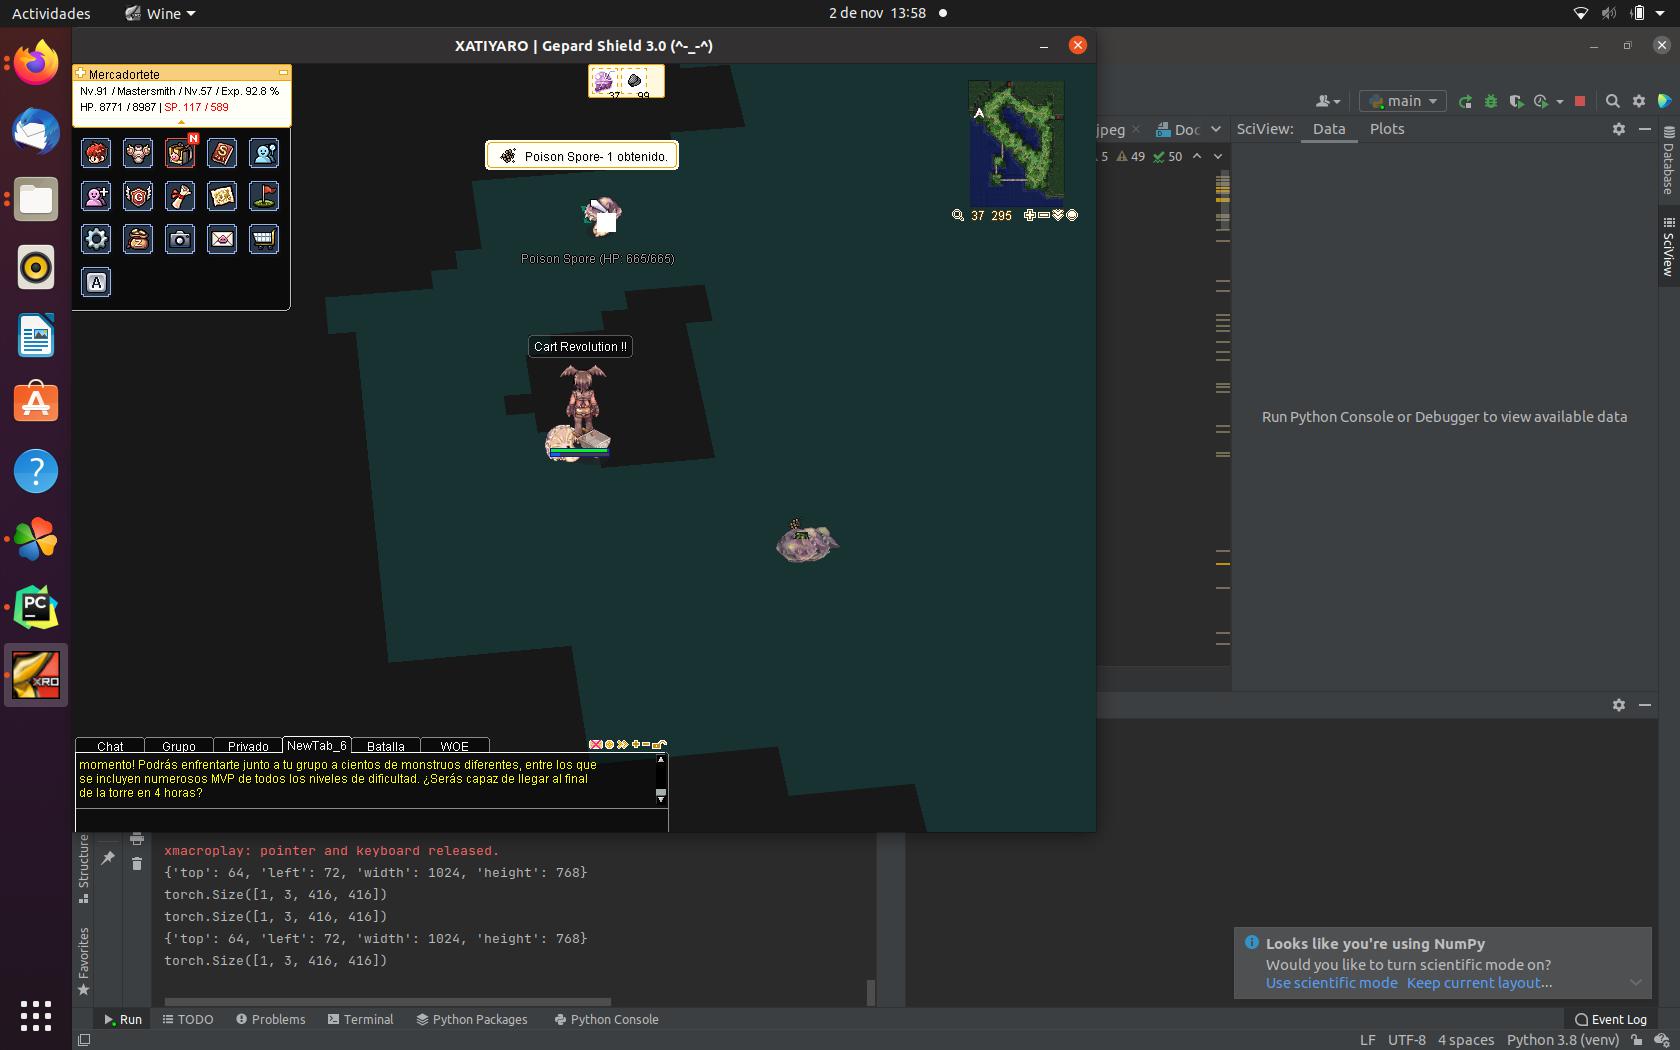 Actividades
Wine
2 de nov 13:58
XATIYARO | Gepard Shield 3.0 (^-_-^)
Mercadortete
Nv.91 / Mastersmith / Nv.57 / Exp. 92.8 %
HP. 8771 / 8987 | SP. 117 / 589
N
G
A
37
99
Poison Spore- 1 obtenido.
Poison Spore (HP: 665/665)
Cart Revolution !!
A
37 295
Chat
Grupo
Privado
NewTab_6
Batalla
WOE
momento! Podrás enfrentarte junto a tu grupo a cientos de monstruos diferentes, entre los que
se incluyen numerosos MVP de todos los niveles de dificultad. ¿Serás capaz de llegar al final
de la torre en 4 horas?
PC
XRO
main
jpeg
Doc
SciView:
Data
Plots
5
49
50
Database
SciView
Run Python Console or Debugger to view available data
Structure
Favorites
xmacroplay: pointer and keyboard released.
{'top': 64, 'left': 72, 'width': 1024, 'height': 768}
torch.Size([1, 3, 416, 416])
torch.Size([1, 3, 416, 416])
{'top': 64, 'left': 72, 'width': 1024, 'height': 768}
torch.Size([1, 3, 416, 416])
Looks like you're using NumPy
Would you like to turn scientific mode on?
Use scientific mode Keep current layout...
Run
TODO
Problems
Terminal
Python Packages
Python Console
Event Log
LF UTF-8 4 spaces Python 3.8 (venv)